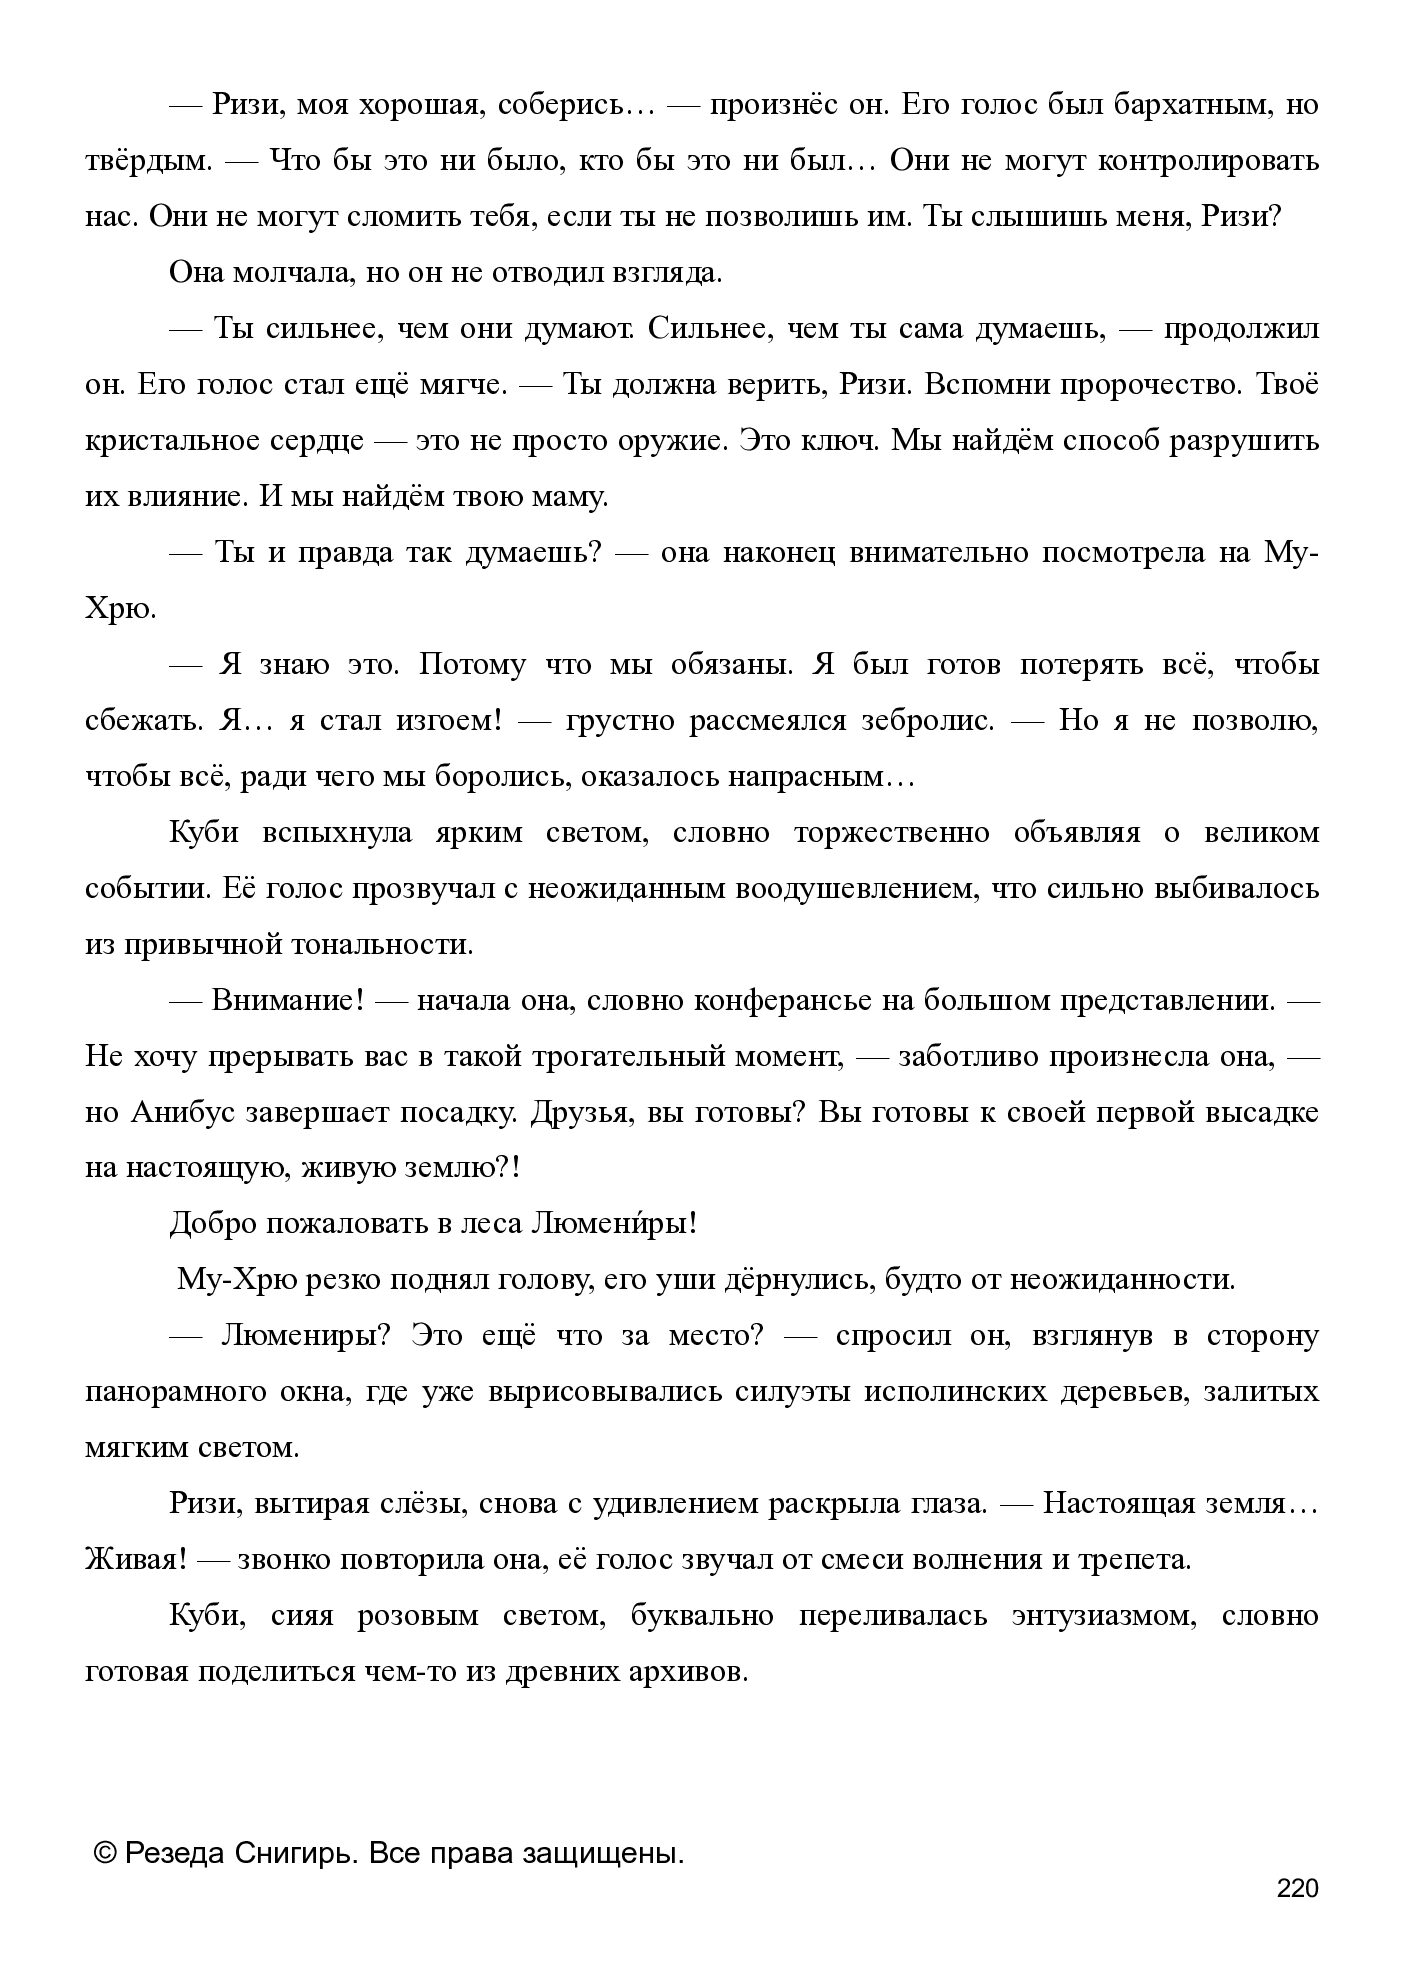 — Ризи, моя хорошая, соберись… — произнёс он. Его голос был бархатным, но
твёрдым. — Что бы это ни было, кто бы это ни был… Они не могут контролировать
нас. Они не могут сломить тебя, если ты не позволишь им. Ты слышишь меня, Ризи?
Она молчала, но он не отводил взгляда.
— Ты сильнее, чем они думают. Сильнее, чем ты сама думаешь, — продолжил
он. Его голос стал ещё мягче. — Ты должна верить, Ризи. Вспомни пророчество. Твоё
кристальное сердце — это не просто оружие. Это ключ. Мы найдём способ разрушить
их влияние. И мы найдём твою маму.
— Ты и правда так думаешь? — она наконец внимательно посмотрела на Му-
Хрю.
— Я знаю это. Потому что мы обязаны. Я был готов потерять всё, чтобы
сбежать. Я… я стал изгоем! — грустно рассмеялся зебролис. — Но я не позволю,
чтобы всё, ради чего мы боролись, оказалось напрасным…
Куби вспыхнула ярким светом, словно торжественно объявляя о великом
событии. Её голос прозвучал с неожиданным воодушевлением, что сильно выбивалось
из привычной тональности.
— Внимание! — начала она, словно конферансье на большом представлении. —
Не хочу прерывать вас в такой трогательный момент, — заботливо произнесла она, —
но Анибус завершает посадку. Друзья, вы готовы? Вы готовы к своей первой высадке
на настоящую, живую землю?!
Добро пожаловать в леса Люмени́ры!
Му-Хрю резко поднял голову, его уши дёрнулись, будто от неожиданности.
— Люмениры? Это ещё что за место? — спросил он, взглянув в сторону
панорамного окна, где уже вырисовывались силуэты исполинских деревьев, залитых
мягким светом.
Ризи, вытирая слёзы, снова с удивлением раскрыла глаза. — Настоящая земля…
Живая! — звонко повторила она, её голос звучал от смеси волнения и трепета.
Куби, сияя розовым светом, буквально переливалась энтузиазмом, словно
готовая поделиться чем-то из древних архивов.
© Резеда Снигирь. Все права защищены.
220